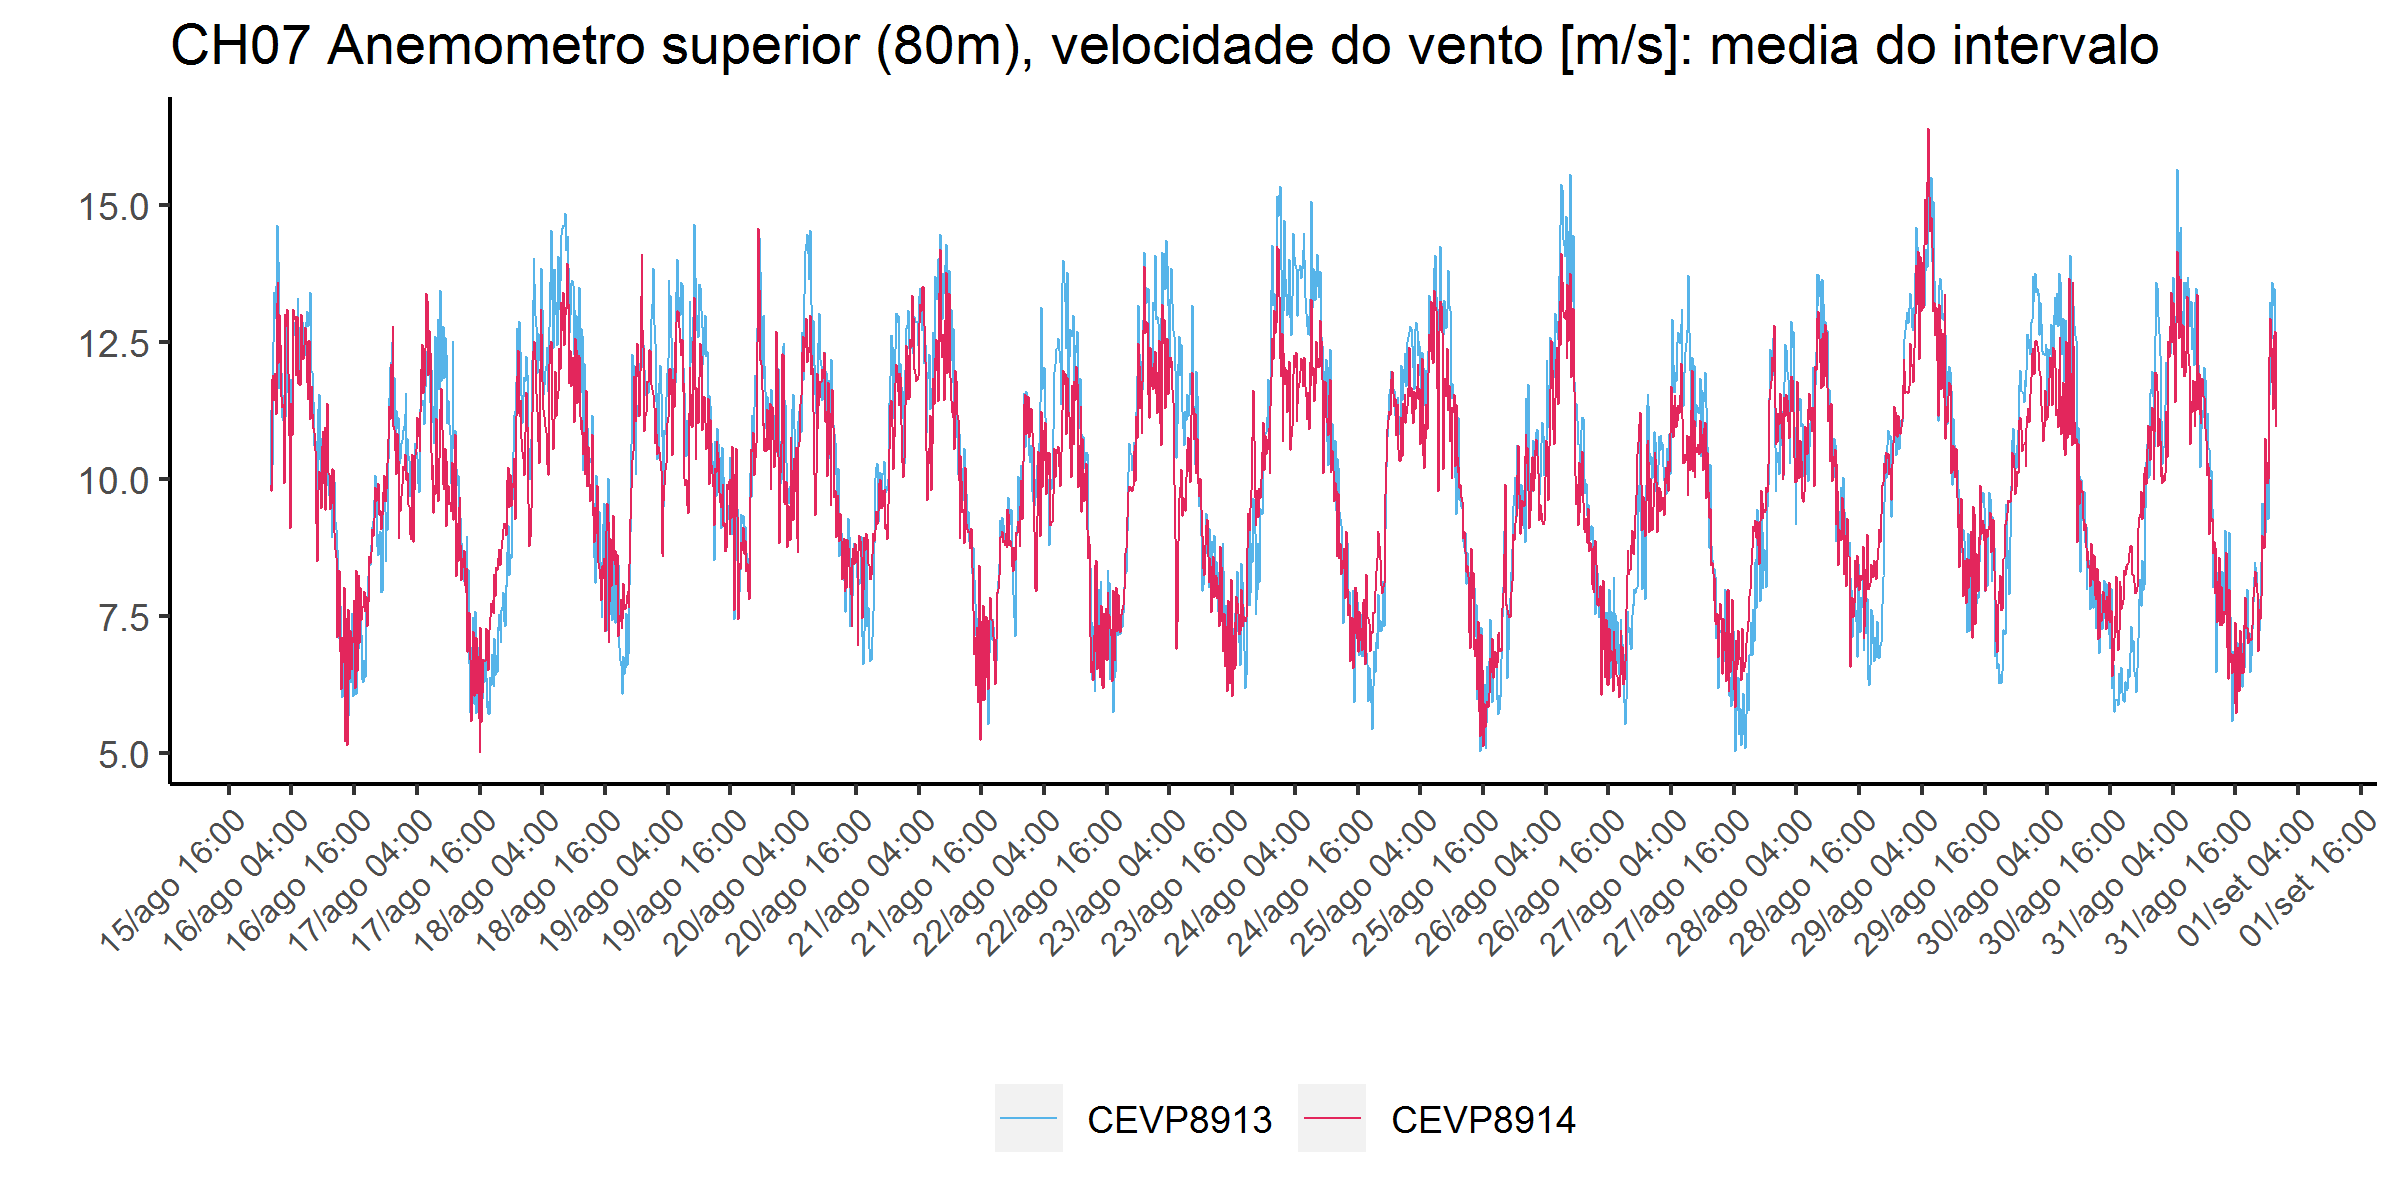 CH07 Anemometro superior (80m), velocidade do vento [m/s]: media do intervalo
15.0
12.5
10.0
7.5
5.0
15/ago 16:00
16/ago 04:00
16/ago 16:00
17/ago 04:00
17/ago 16:00
18/ago 04:00
18/ago 16:00
19/ago 04:00
19/ago 16:00
20/ago 04:00
20/ago 16:00
21/ago 04:00
21/ago 16:00
22/ago 04:00
22/ago 16:00
23/ago 04:00
23/ago 16:00
24/ago 04:00
24/ago 16:00
25/ago 04:00
25/ago 16:00
26/ago 04:00
26/ago 16:00
27/ago 04:00
27/ago 16:00
28/ago 04:00
28/ago 16:00
29/ago 04:00
29/ago 16:00
30/ago 04:00
30/ago 16:00
31/ago 04:00
31/ago 16:00
01/set 04:00
01/set 16:00
CEVP8913
CEVP8914